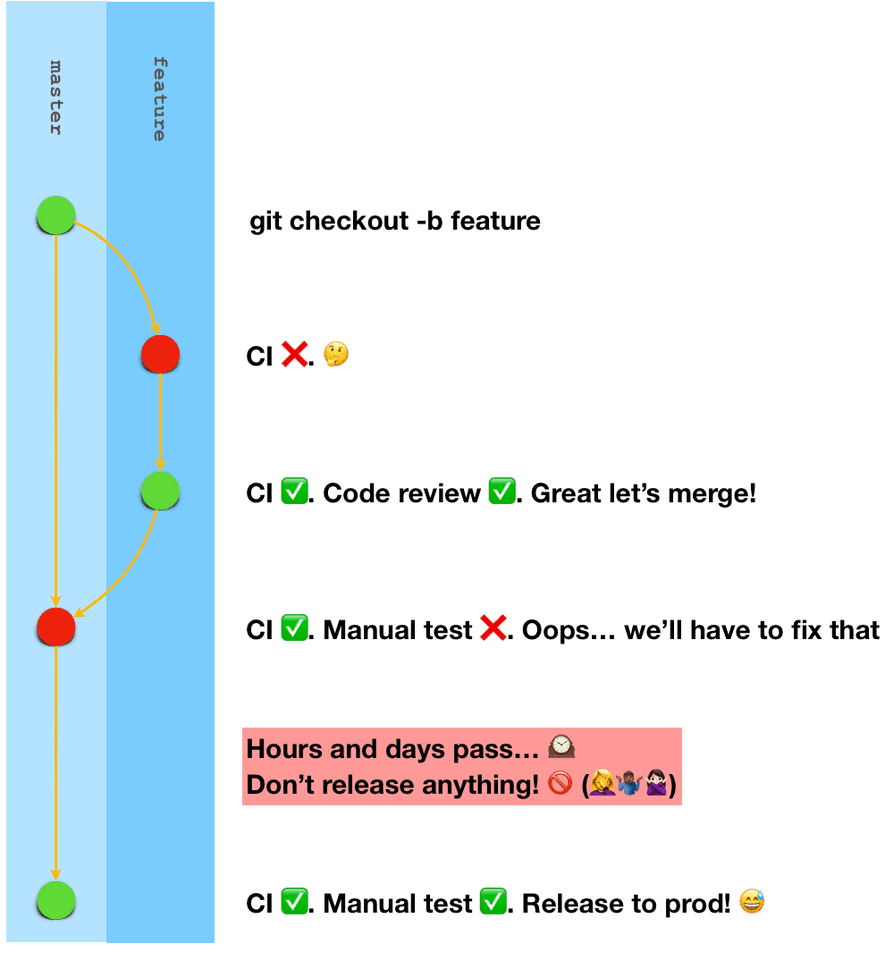 master
feature
git checkout -b feature
CI ❌. 🤔
CI ✅. Code review ✅. Great let’s merge!
CI ✅. Manual test ❌. Oops… we’ll have to fix that
Hours and days pass… 🕰
Don’t release anything! 🚫 (🤦‍♀️🤷🏾‍♂️🙅🏻‍♀️)
CI ✅. Manual test ✅. Release to prod! 😅